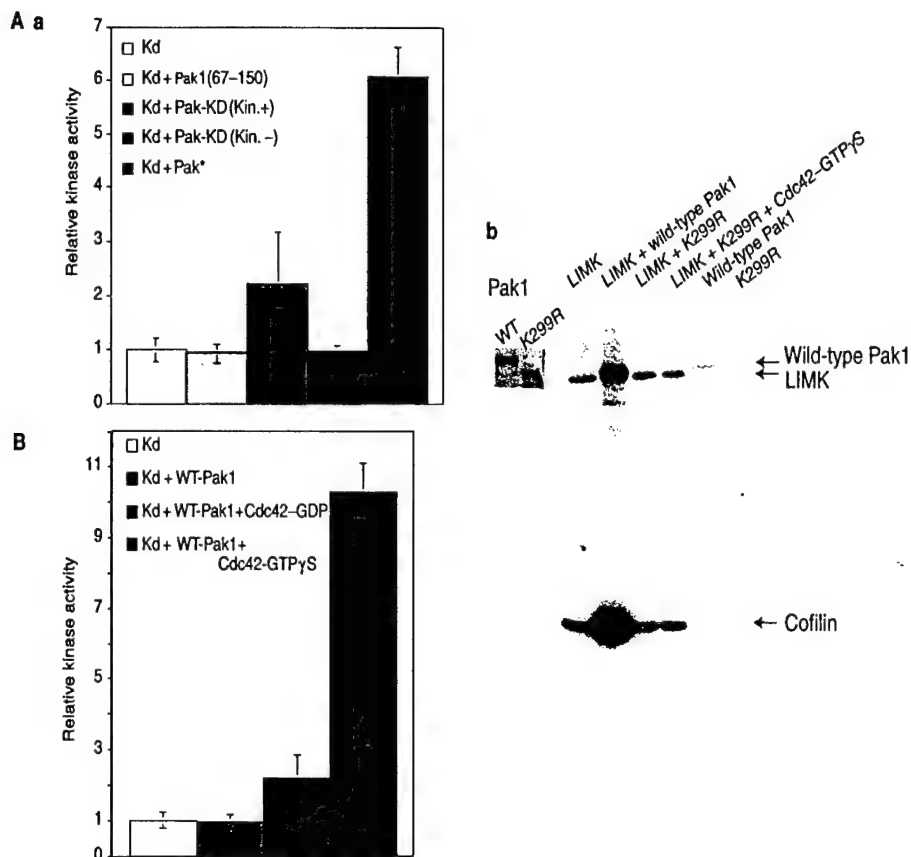 A a
7
6
5
4
3
2
1
0
Relative kinase activity
Kd
Kd + Pak1(67–150)
Kd + Pak-KD (Kin.+)
Kd + Pak-KD (Kin. –)
Kd + Pak*
b
Pak1
WT
K299R
LIMK
LIMK + wild-type Pak1
LIMK + K299R
LIMK + K299R + Cdc42–GTPγS
Wild-type Pak1
K299R
← Wild-type Pak1
← LIMK
← Cofilin
B
11
9
7
5
3
1
0
Relative kinase activity
Kd
Kd + WT-Pak1
Kd + WT-Pak1+Cdc42–GDP
Kd + WT-Pak1+
Cdc42-GTPγS